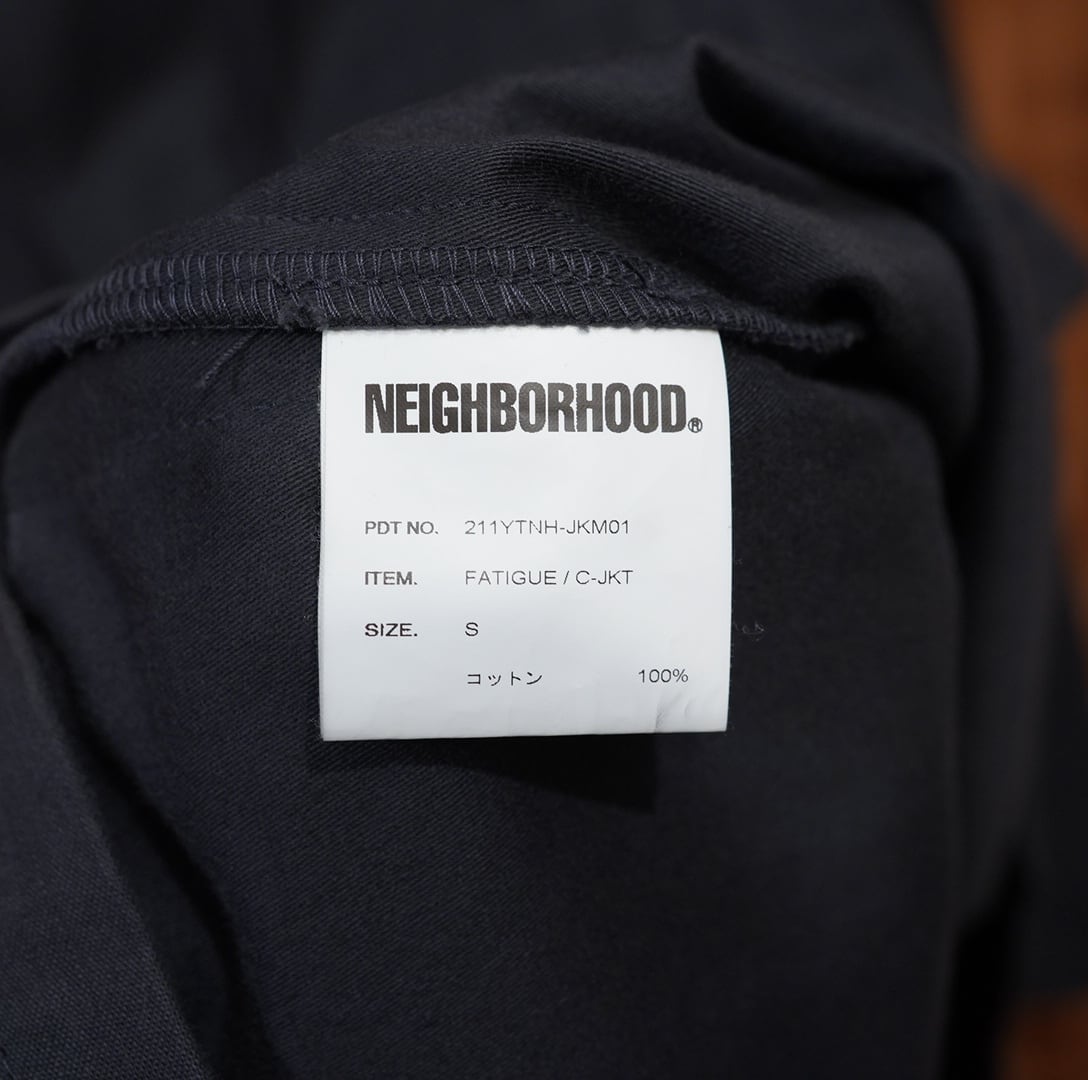 NEIGHBORHOOD®
PDT NO. 211YTNH-JKM01
ITEM. FATIGUE / C-JKT
SIZE. S
コットン 100%